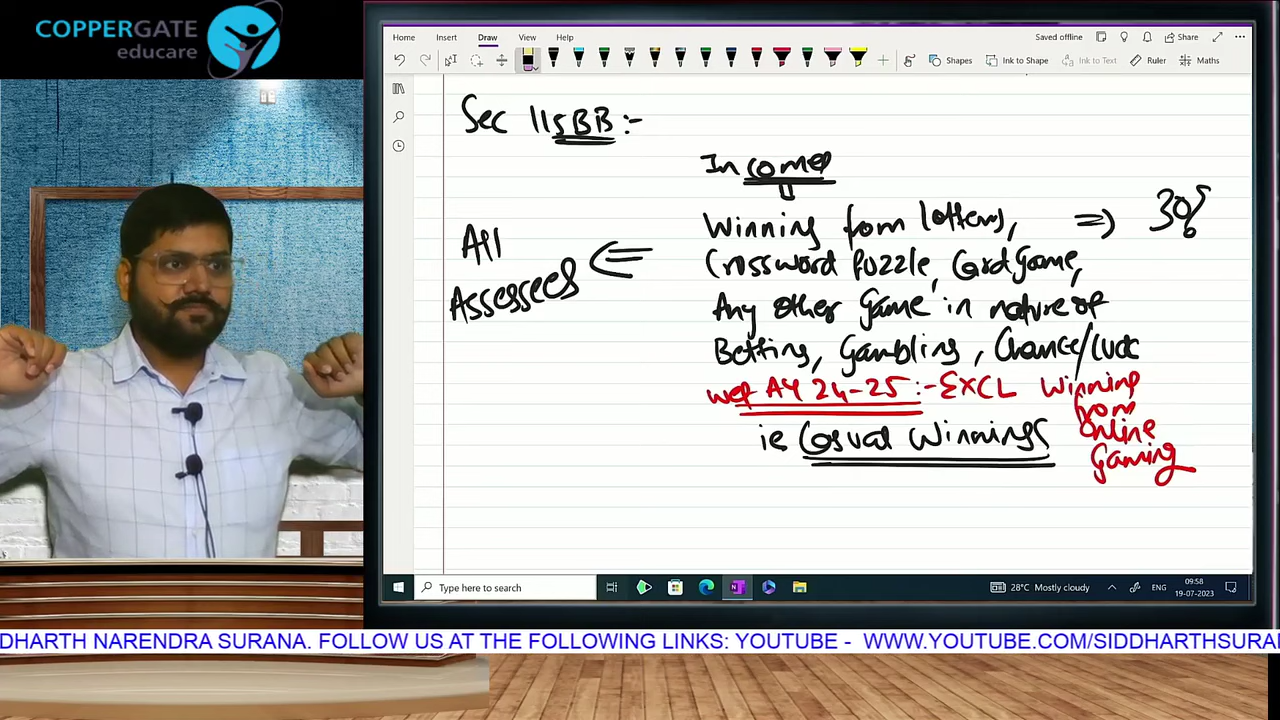 COPPERGATE
educare
Home Insert Draw View Help
Saved offline
Share
Shapes
Ink to Shape
Ink to Text
Ruler
Maths
Sec 115BB :-
Income
Winning from lottery, => 30%
Crossword Puzzle, Card Game,
Any other Game in nature of
Betting, Gambling, Chance/Luck
All
Assessees
wef AY 24-25 :- EXCL Winning
from
Online
Gaming
ie Casual Winnings
Type here to search
28°C Mostly cloudy
ENG
09:58
19-07-2023
DHARTH NARENDRA SURANA. FOLLOW US AT THE FOLLOWING LINKS: YOUTUBE - WWW.YOUTUBE.COM/SIDDHARTHSURA